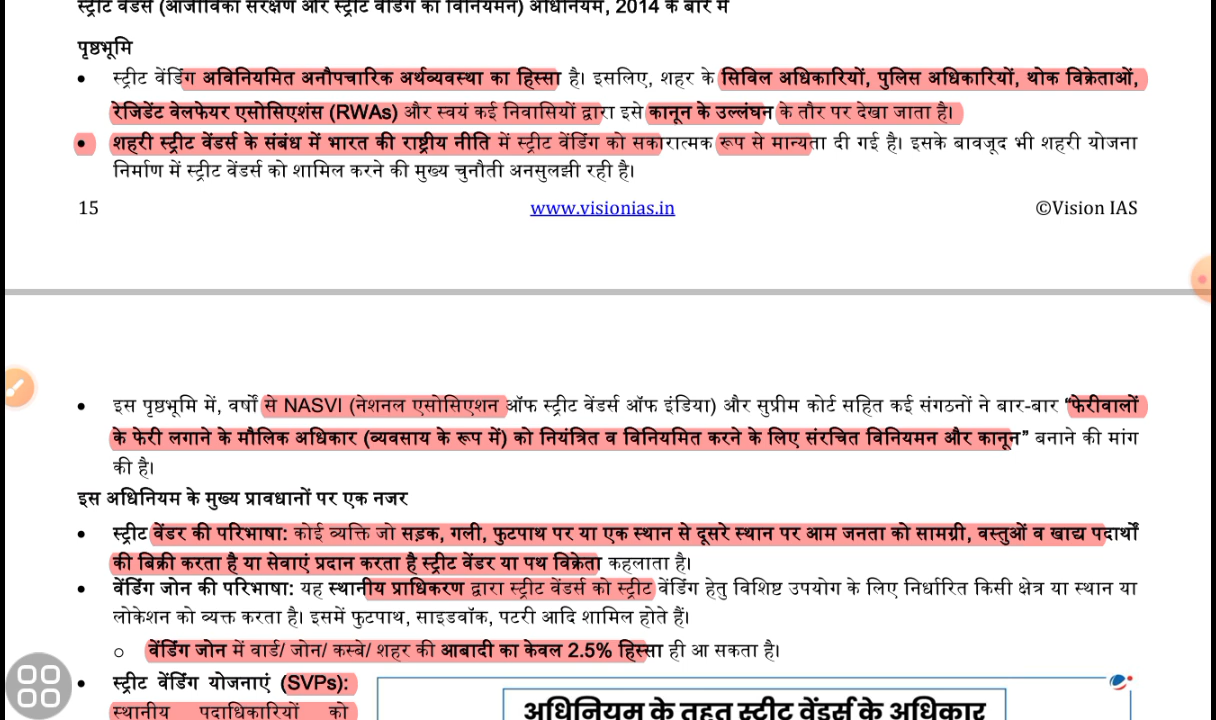 स्ट्रीट वेंडर्स (आजीविका संरक्षण और स्ट्रीट वेंडिंग का विनियमन) अधिनियम, 2014 के बारे में
पृष्ठभूमि
• स्ट्रीट वेंडिंग अविनियमित अनौपचारिक अर्थव्यवस्था का हिस्सा है। इसलिए, शहर के सिविल अधिकारियों, पुलिस अधिकारियों, थोक विक्रेताओं,
रेजिडेंट वेलफेयर एसोसिएशंस (RWAs) और स्वयं कई निवासियों द्वारा इसे कानून के उल्लंघन के तौर पर देखा जाता है।
• शहरी स्ट्रीट वेंडर्स के संबंध में भारत की राष्ट्रीय नीति में स्ट्रीट वेंडिंग को सकारात्मक रूप से मान्यता दी गई है। इसके बावजूद भी शहरी योजना
निर्माण में स्ट्रीट वेंडर्स को शामिल करने की मुख्य चुनौती अनसुलझी रही है।
15 www.visionias.in ©Vision IAS
• इस पृष्ठभूमि में, वर्षों से NASVI (नेशनल एसोसिएशन ऑफ स्ट्रीट वेंडर्स ऑफ इंडिया) और सुप्रीम कोर्ट सहित कई संगठनों ने बार-बार “फेरीवालों
के फेरी लगाने के मौलिक अधिकार (व्यवसाय के रूप में) को नियंत्रित व विनियमित करने के लिए संरचित विनियमन और कानून” बनाने की मांग
की है।
इस अधिनियम के मुख्य प्रावधानों पर एक नजर
• स्ट्रीट वेंडर की परिभाषा: कोई व्यक्ति जो सड़क, गली, फुटपाथ पर या एक स्थान से दूसरे स्थान पर आम जनता को सामग्री, वस्तुओं व खाद्य पदार्थों
की बिक्री करता है या सेवाएं प्रदान करता है स्ट्रीट वेंडर या पथ विक्रेता कहलाता है।
• वेंडिंग जोन की परिभाषा: यह स्थानीय प्राधिकरण द्वारा स्ट्रीट वेंडर्स को स्ट्रीट वेंडिंग हेतु विशिष्ट उपयोग के लिए निर्धारित किसी क्षेत्र या स्थान या
लोकेशन को व्यक्त करता है। इसमें फुटपाथ, साइडवॉक, पटरी आदि शामिल होते हैं।
o वेंडिंग जोन में वार्ड/ जोन/ कस्बे/ शहर की आबादी का केवल 2.5% हिस्सा ही आ सकता है।
• स्ट्रीट वेंडिंग योजनाएं (SVPs):
स्थानीय पदाधिकारियों को
अधिनियम के तहत स्ट्रीट वेंडर्स के अधिकार